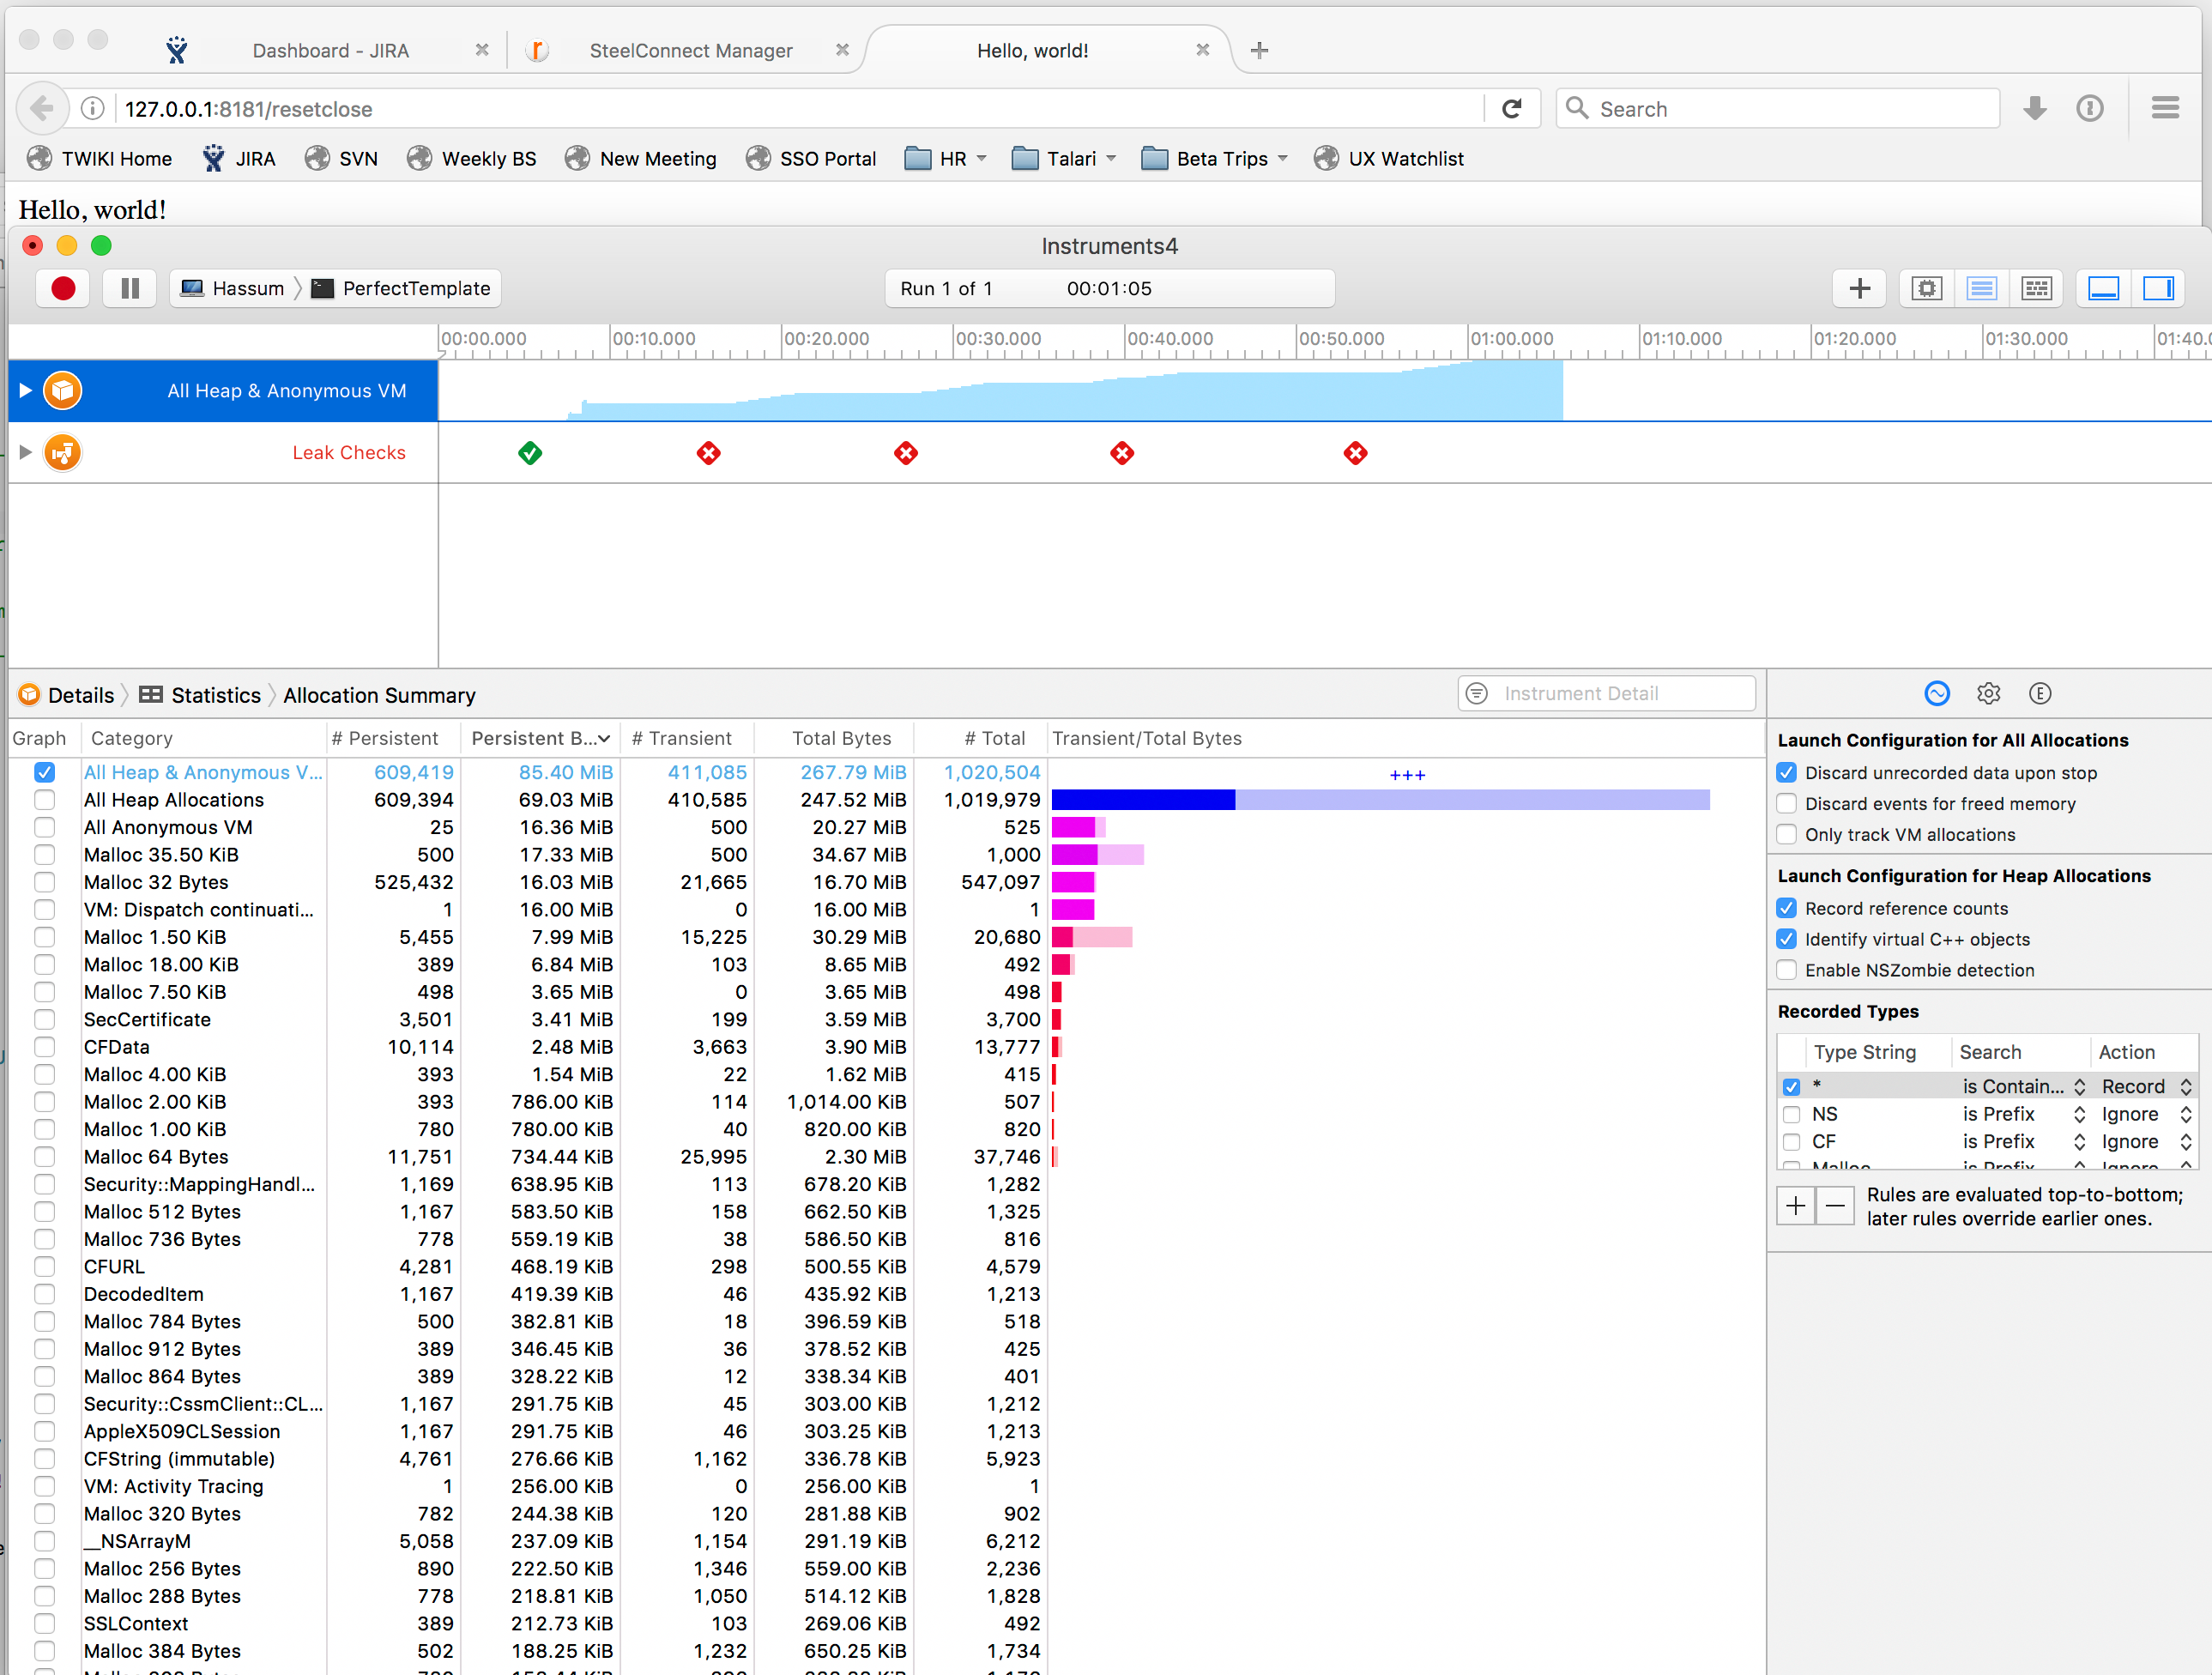 Dashboard - JIRA
SteelConnect Manager
Hello, world!
127.0.0.1:8181/resetclose
Search
TWIKI Home JIRA SVN Weekly BS New Meeting SSO Portal HR Talari Beta Trips UX Watchlist
Hello, world!
Instruments4
Hassum PerfectTemplate
Run 1 of 1 00:01:05
00:00.000 00:10.000 00:20.000 00:30.000 00:40.000 00:50.000 01:00.000 01:10.000 01:20.000 01:30.000 01:40.0
All Heap & Anonymous VM
Leak Checks
Details Statistics Allocation Summary
Instrument Detail
Graph Category # Persistent Persistent B... # Transient Total Bytes # Total Transient/Total Bytes
All Heap & Anonymous V... 609,419 85.40 MiB 411,085 267.79 MiB 1,020,504 +++
All Heap Allocations 609,394 69.03 MiB 410,585 247.52 MiB 1,019,979
All Anonymous VM 25 16.36 MiB 500 20.27 MiB 525
Malloc 35.50 KiB 500 17.33 MiB 500 34.67 MiB 1,000
Malloc 32 Bytes 525,432 16.03 MiB 21,665 16.70 MiB 547,097
VM: Dispatch continuati... 1 16.00 MiB 0 16.00 MiB 1
Malloc 1.50 KiB 5,455 7.99 MiB 15,225 30.29 MiB 20,680
Malloc 18.00 KiB 389 6.84 MiB 103 8.65 MiB 492
Malloc 7.50 KiB 498 3.65 MiB 0 3.65 MiB 498
SecCertificate 3,501 3.41 MiB 199 3.59 MiB 3,700
CFData 10,114 2.48 MiB 3,663 3.90 MiB 13,777
Malloc 4.00 KiB 393 1.54 MiB 22 1.62 MiB 415
Malloc 2.00 KiB 393 786.00 KiB 114 1,014.00 KiB 507
Malloc 1.00 KiB 780 780.00 KiB 40 820.00 KiB 820
Malloc 64 Bytes 11,751 734.44 KiB 25,995 2.30 MiB 37,746
Security::MappingHandl... 1,169 638.95 KiB 113 678.20 KiB 1,282
Malloc 512 Bytes 1,167 583.50 KiB 158 662.50 KiB 1,325
Malloc 736 Bytes 778 559.19 KiB 38 586.50 KiB 816
CFURL 4,281 468.19 KiB 298 500.55 KiB 4,579
DecodedItem 1,167 419.39 KiB 46 435.92 KiB 1,213
Malloc 784 Bytes 500 382.81 KiB 18 396.59 KiB 518
Malloc 912 Bytes 389 346.45 KiB 36 378.52 KiB 425
Malloc 864 Bytes 389 328.22 KiB 12 338.34 KiB 401
Security::CssmClient::CL... 1,167 291.75 KiB 45 303.00 KiB 1,212
AppleX509CLSession 1,167 291.75 KiB 46 303.25 KiB 1,213
CFString (immutable) 4,761 276.66 KiB 1,162 336.78 KiB 5,923
VM: Activity Tracing 1 256.00 KiB 0 256.00 KiB 1
Malloc 320 Bytes 782 244.38 KiB 120 281.88 KiB 902
__NSArrayM 5,058 237.09 KiB 1,154 291.19 KiB 6,212
Malloc 256 Bytes 890 222.50 KiB 1,346 559.00 KiB 2,236
Malloc 288 Bytes 778 218.81 KiB 1,050 514.12 KiB 1,828
SSLContext 389 212.73 KiB 103 269.06 KiB 492
Malloc 384 Bytes 502 188.25 KiB 1,232 650.25 KiB 1,734
Launch Configuration for All Allocations
Discard unrecorded data upon stop
Discard events for freed memory
Only track VM allocations
Launch Configuration for Heap Allocations
Record reference counts
Identify virtual C++ objects
Enable NSZombie detection
Recorded Types
Type String Search Action
* is Contain... Record
NS is Prefix Ignore
CF is Prefix Ignore
Malloc is Prefix Ignore
Rules are evaluated top-to-bottom;
later rules override earlier ones.